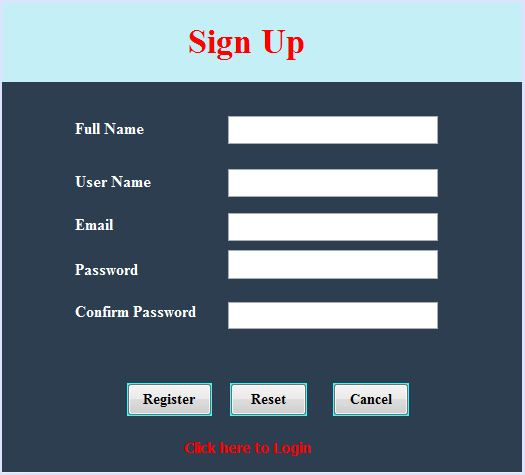 Sign Up
Full Name
User Name
Email
Password
Confirm Password
Register Reset Cancel
Click here to Login